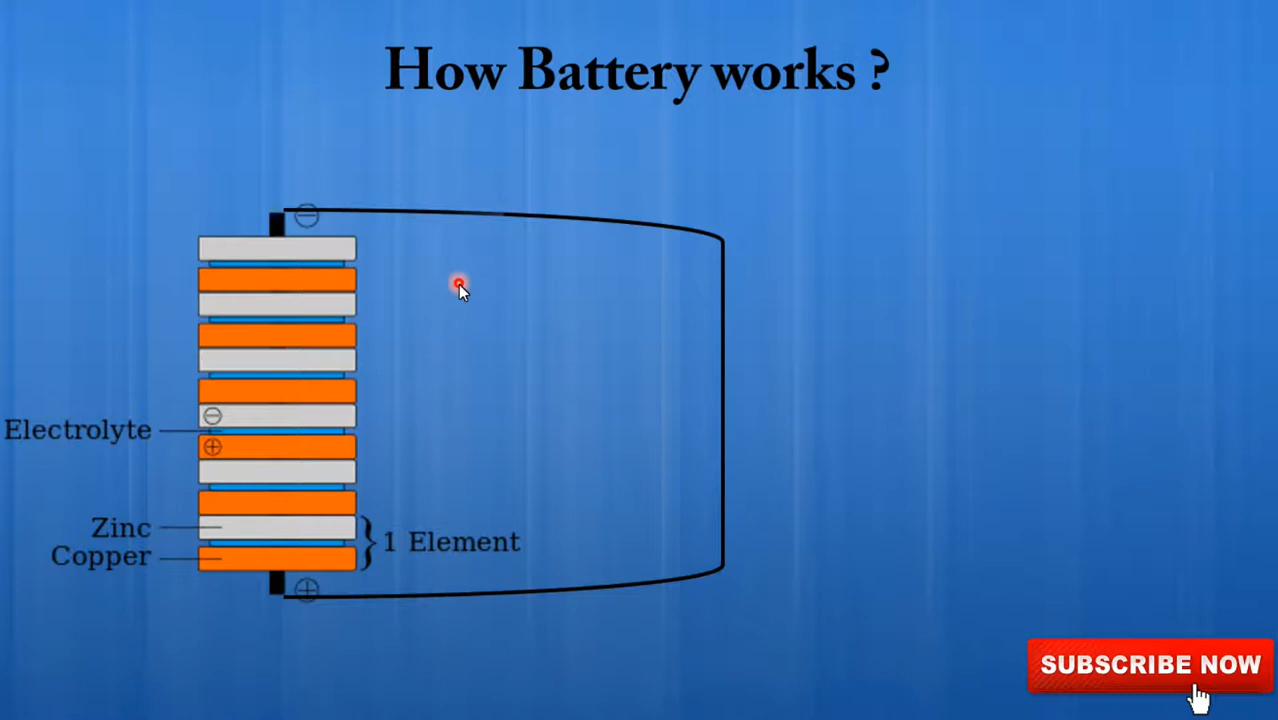 How Battery works ?
⊖
⊖
Electrolyte
⊕
Zinc
1 Element
Copper
⊕
SUBSCRIBE NOW